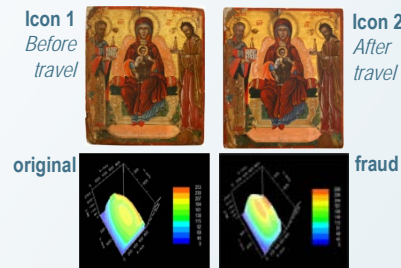 Icon 1
Before
travel
Icon 2
After
travel
original
fraud